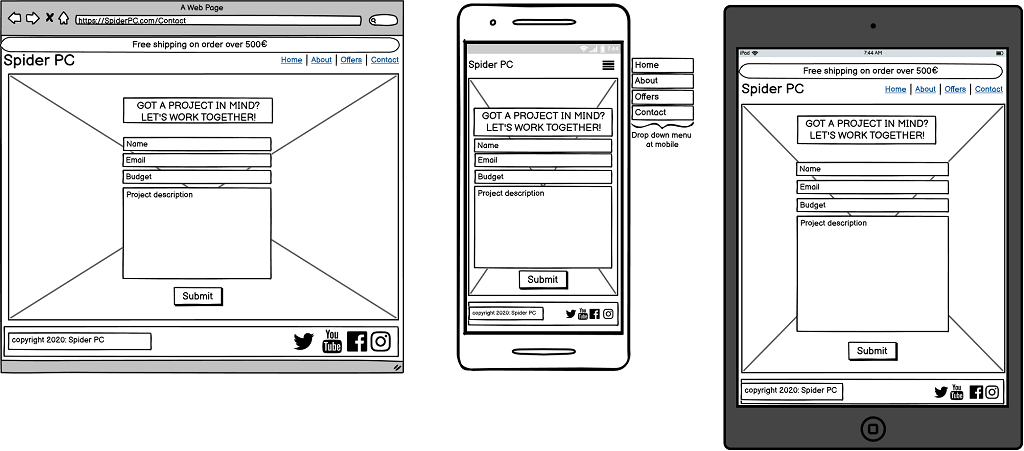 A Web Page
https://SpiderPC.com/Contact
Free shipping on order over 500€
Spider PC
Home | About | Offers | Contact
GOT A PROJECT IN MIND?
LET'S WORK TOGETHER!
Name
Email
Budget
Project description
Submit
copyright 2020: Spider PC
You
Tube
7:44
Spider PC
GOT A PROJECT IN MIND?
LET'S WORK TOGETHER!
Name
Email
Budget
Project description
Submit
copyright 2020: Spider PC
You
Tube
Home
About
Offers
Contact
Drop down menu
at mobile
iPod 7:44 AM
Free shipping on order over 500€
Spider PC
Home | About | Offers | Contact
GOT A PROJECT IN MIND?
LET'S WORK TOGETHER!
Name
Email
Budget
Project description
Submit
copyright 2020: Spider PC
You
Tube